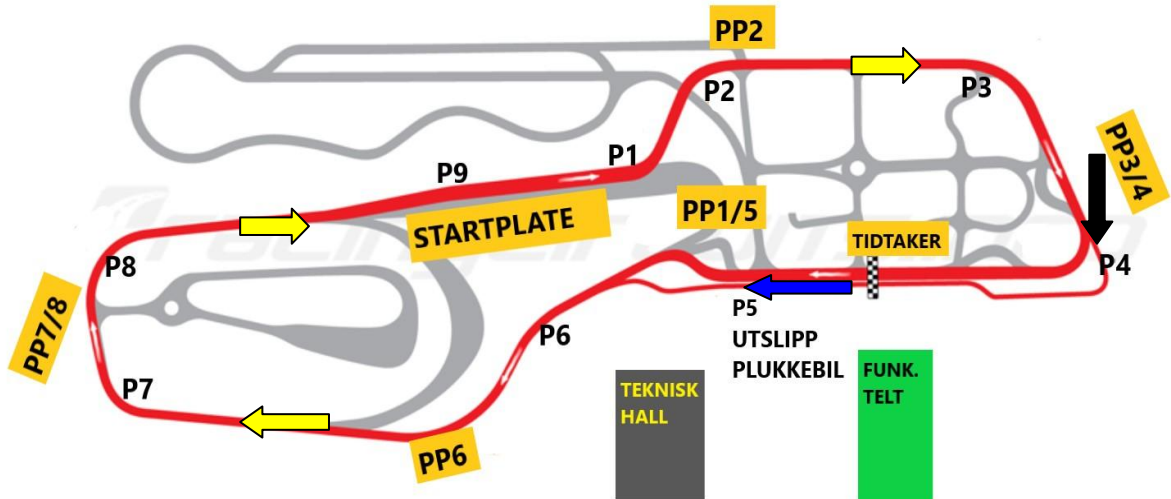 PP2
P2
P3
PP3/4
P1
P9
PP1/5
STARTPLATE
TIDTAKER
P8
P4
PP7/8
P5
P6
UTSLIPP
PLUKKEBIL
P7
TEKNISK
HALL
FUNK.
TELT
PP6